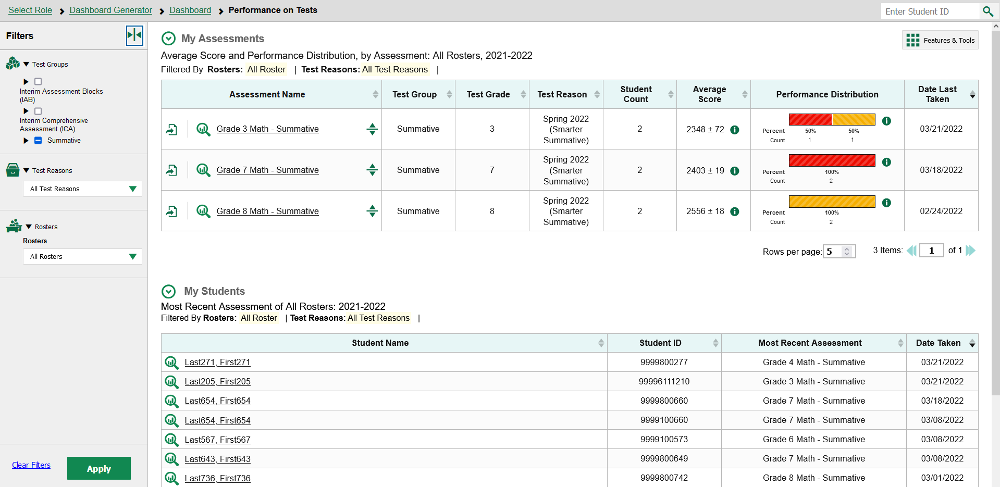 Select Role Dashboard Generator Dashboard Performance on Tests
Enter Student ID
Filters
Test Groups
Interim Assessment Blocks
(IAB)
Interim Comprehensive
Assessment (ICA)
Summative
Test Reasons
All Test Reasons
Rosters
Rosters
All Rosters
Clear Filters
Apply
My Assessments
Features & Tools
Average Score and Performance Distribution, by Assessment: All Rosters, 2021-2022
Filtered By Rosters: All Roster | Test Reasons: All Test Reasons |
Assessment Name Test Group Test Grade Test Reason Student Count Average Score Performance Distribution Date Last Taken
Grade 3 Math - Summative Summative 3 Spring 2022 (Smarter Summative) 2 2348 ± 72 03/21/2022
Percent 50% 50%
Count 1 1
Grade 7 Math - Summative Summative 7 Spring 2022 (Smarter Summative) 2 2403 ± 19 03/18/2022
Percent 100%
Count 2
Grade 8 Math - Summative Summative 8 Spring 2022 (Smarter Summative) 2 2556 ± 18 02/24/2022
Percent 100%
Count 2
Rows per page: 5 3 Items: 1 of 1
My Students
Most Recent Assessment of All Rosters: 2021-2022
Filtered By Rosters: All Roster | Test Reasons: All Test Reasons |
Student Name Student ID Most Recent Assessment Date Taken
Last271, First271 9999800277 Grade 4 Math - Summative 03/21/2022
Last205, First205 99996111210 Grade 3 Math - Summative 03/21/2022
Last654, First654 9999800660 Grade 7 Math - Summative 03/18/2022
Last654, First654 9999100660 Grade 7 Math - Summative 03/08/2022
Last567, First567 9999100573 Grade 6 Math - Summative 03/08/2022
Last643, First643 9999800649 Grade 7 Math - Summative 03/08/2022
Last736, First736 9999800742 Grade 8 Math - Summative 03/01/2022